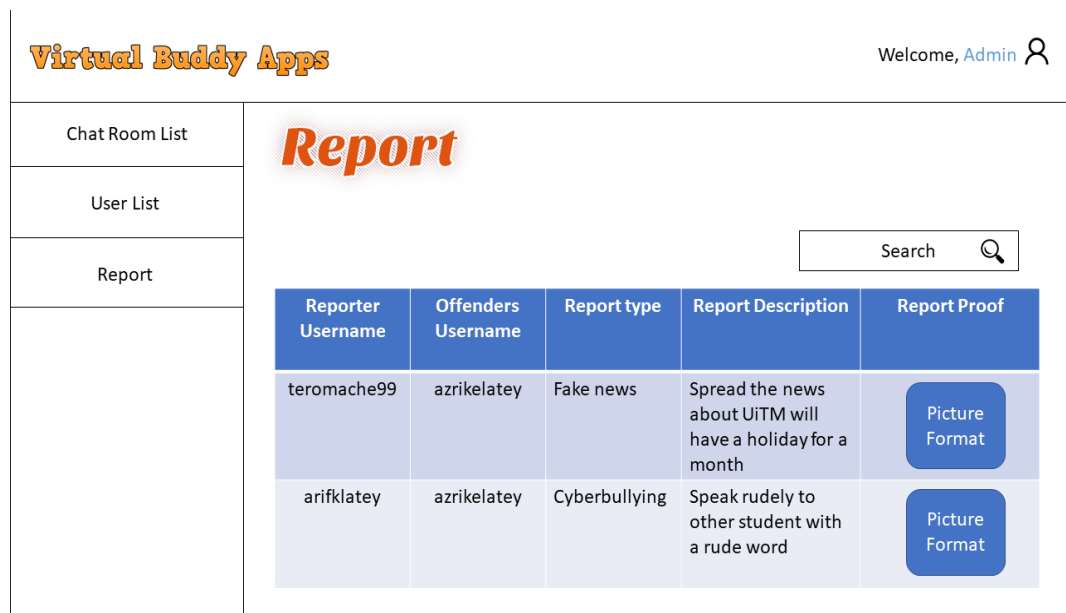 Virtual Buddy Apps
Welcome, Admin
Chat Room List
User List
Report
Report
Search
Reporter
Username
Offenders
Username
Report type
Report Description
Report Proof
teromache99
azrikelatey
Fake news
Spread the news
about UiTM will
have a holiday for a
month
Picture
Format
arifklatey
azrikelatey
Cyberbullying
Speak rudely to
other student with
a rude word
Picture
Format